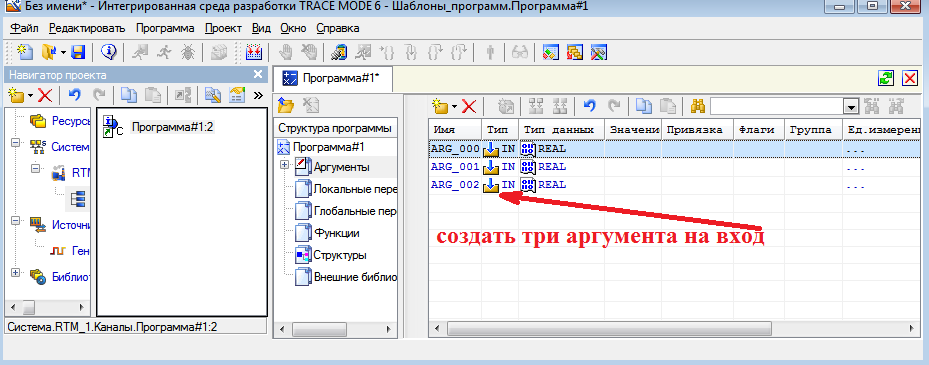 Без имени* - Интегрированная среда разработки TRACE MODE 6 - Шаблоны_программ.Программа#1
Файл Редактировать Программа Проект Вид Окно Справка
Навигатор проекта
Ресурсы
Систем
RTM
Источни
Ген
Библиот
Программа#1:2
Система.RTM_1.Каналы.Программа#1:2
Программа#1*
Структура программы
Программа#1
Аргументы
Локальные пере
Глобальные пер
Функции
Структуры
Внешние библио
Имя Тип Тип данных Значени Привязка Флаги Группа Ед.измерени
ARG_000 IN REAL ...
ARG_001 IN REAL ...
ARG_002 IN REAL ...
создать три аргумента на вход